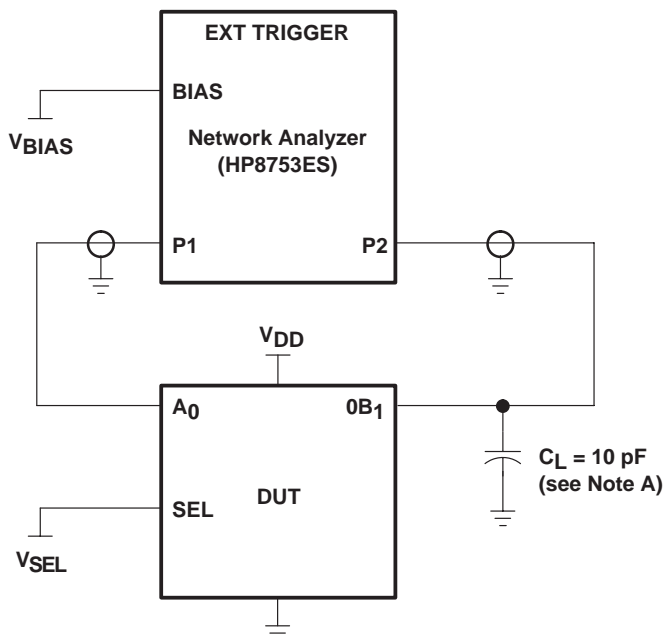 EXT TRIGGER
BIAS
VBIAS
Network Analyzer
(HP8753ES)
P1
P2
VDD
A0
0B1
CL = 10 pF
(see Note A)
SEL
DUT
VSEL